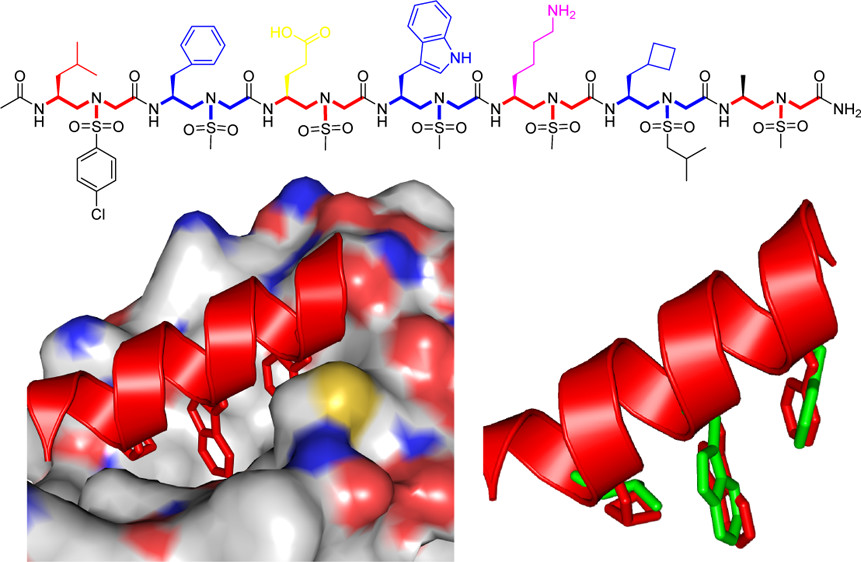 NH₂
HO O
NH
O O O O O O O O
N N N N N N N
N N N N N N N NH₂
H H H H H H H
O S O O S O O S O O S O O S O O S O O S O
Cl